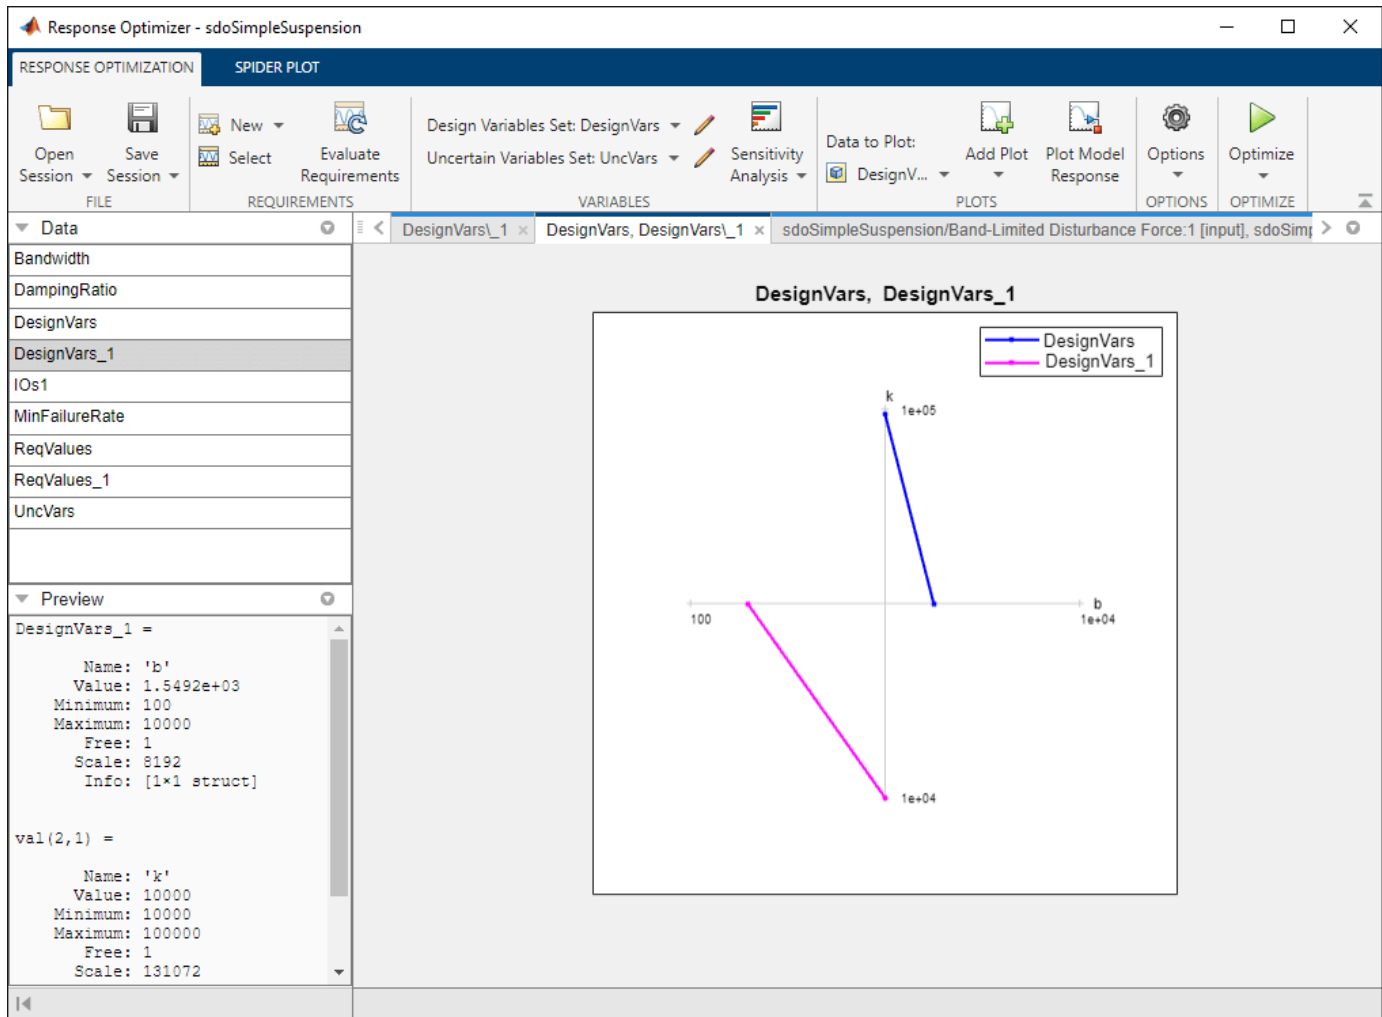 Response Optimizer - sdoSimpleSuspension
RESPONSE OPTIMIZATION SPIDER PLOT
Open Session
Save Session
New
Select
Evaluate Requirements
Design Variables Set: DesignVars
Uncertain Variables Set: UncVars
Sensitivity Analysis
Data to Plot:
DesignV...
Add Plot
Plot Model Response
Options
Optimize
FILE REQUIREMENTS VARIABLES PLOTS OPTIONS OPTIMIZE
Data
DesignVars\_1 × DesignVars, DesignVars\_1 × sdoSimpleSuspension/Band-Limited Disturbance Force:1 [input], sdoSimp
Bandwidth
DampingRatio
DesignVars
DesignVars_1
IOs1
MinFailureRate
ReqValues
ReqValues_1
UncVars
Preview
DesignVars_1 =
Name: 'b'
Value: 1.5492e+03
Minimum: 100
Maximum: 10000
Free: 1
Scale: 8192
Info: [1×1 struct]
val(2,1) =
Name: 'k'
Value: 10000
Minimum: 10000
Maximum: 100000
Free: 1
Scale: 131072
DesignVars, DesignVars_1
DesignVars
DesignVars_1
k
1e+05
100
b
1e+04
1e+04